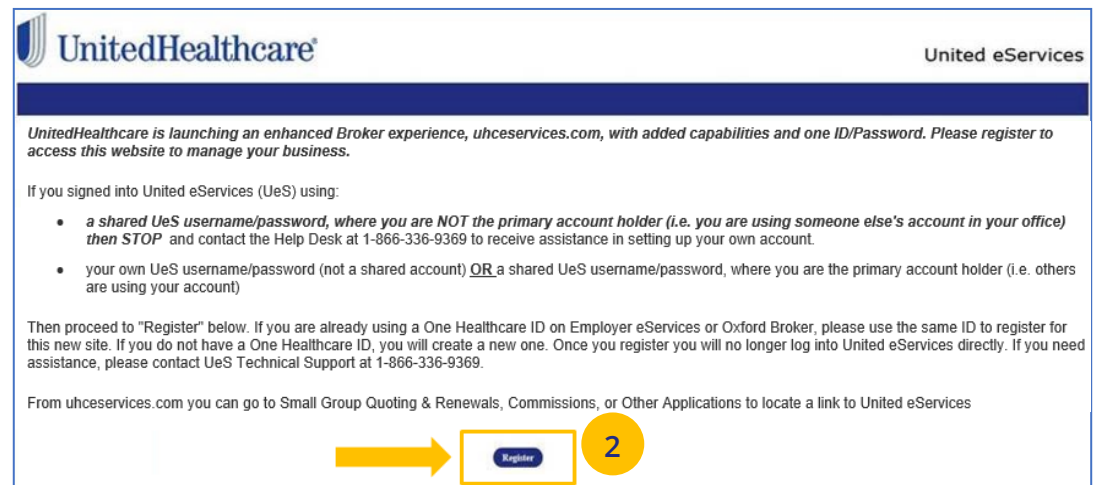 UnitedHealthcare®
United eServices
UnitedHealthcare is launching an enhanced Broker experience, uhceservices.com, with added capabilities and one ID/Password. Please register to
access this website to manage your business.
If you signed into United eServices (UeS) using:
• a shared UeS username/password, where you are NOT the primary account holder (i.e. you are using someone else's account in your office)
then STOP and contact the Help Desk at 1-866-336-9369 to receive assistance in setting up your own account.
• your own UeS username/password (not a shared account) OR a shared UeS username/password, where you are the primary account holder (i.e. others
are using your account)
Then proceed to "Register" below. If you are already using a One Healthcare ID on Employer eServices or Oxford Broker, please use the same ID to register for
this new site. If you do not have a One Healthcare ID, you will create a new one. Once you register you will no longer log into United eServices directly. If you need
assistance, please contact UeS Technical Support at 1-866-336-9369.
From uhceservices.com you can go to Small Group Quoting & Renewals, Commissions, or Other Applications to locate a link to United eServices
Register
2